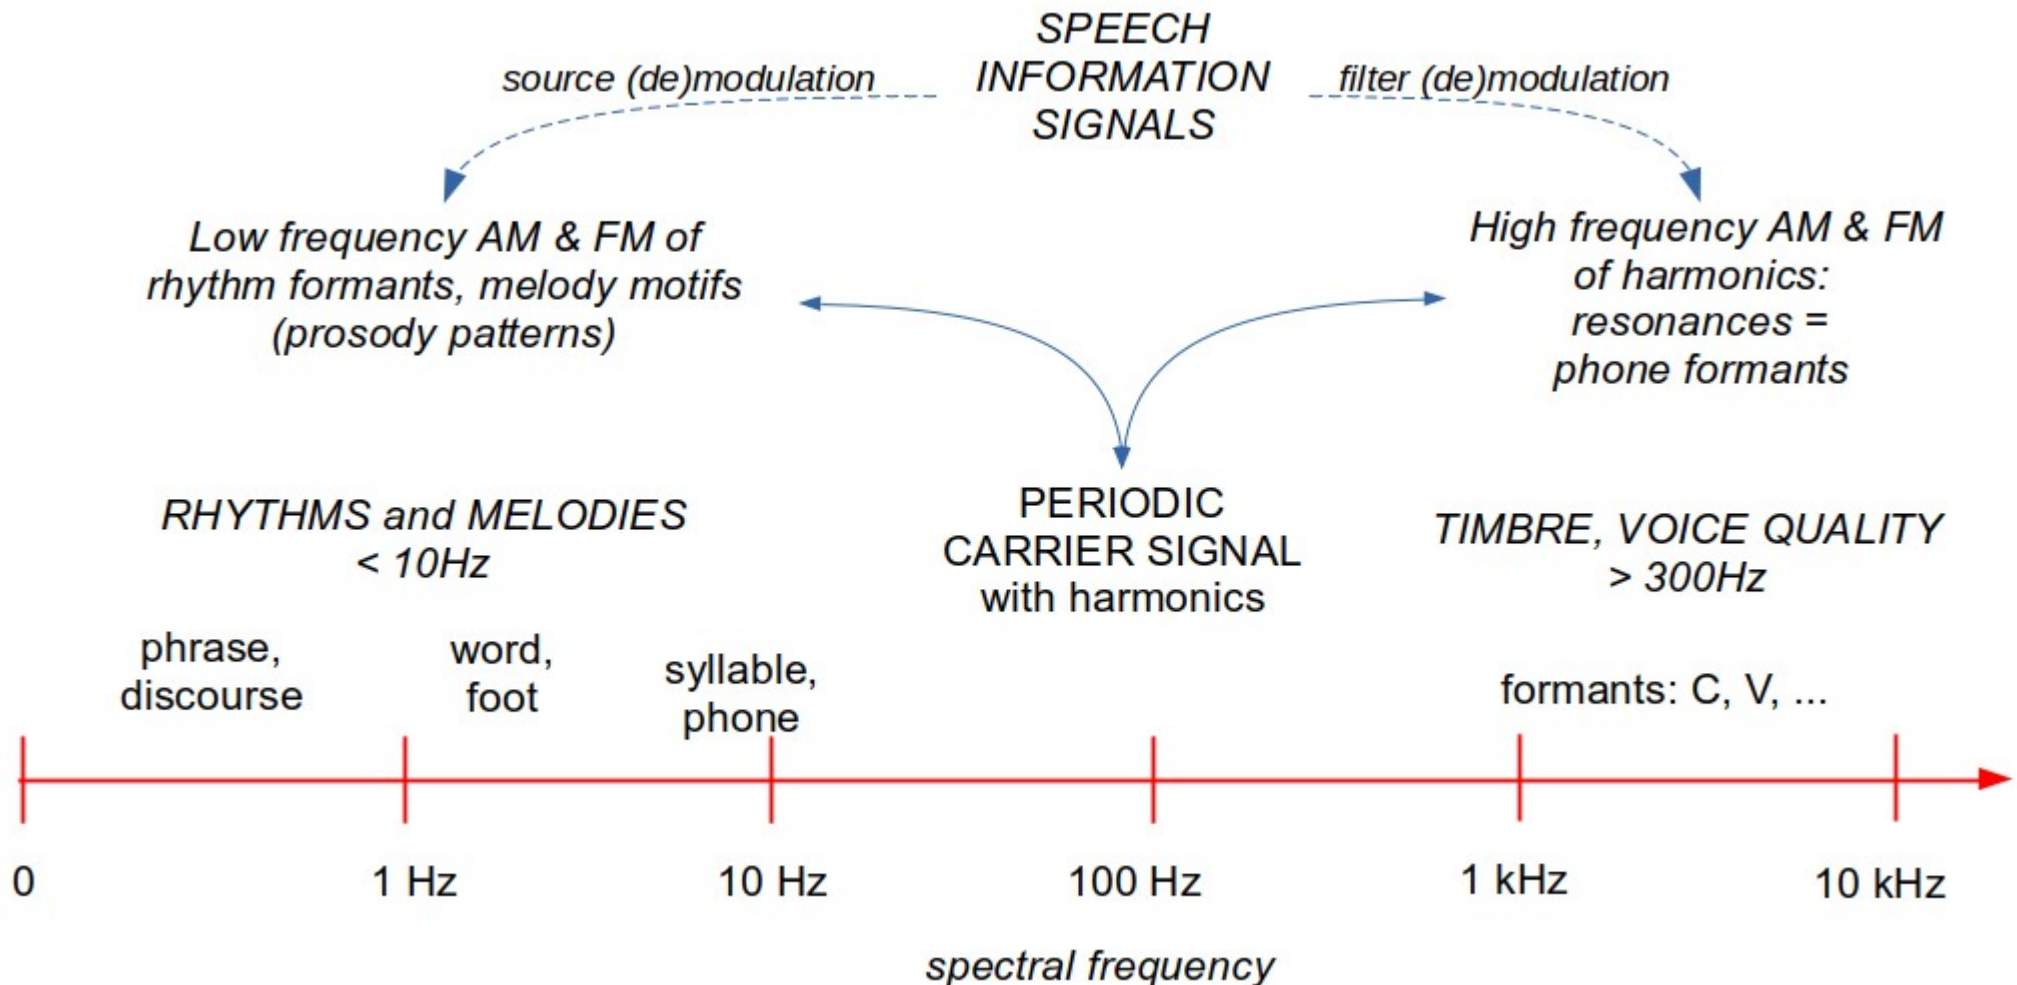 SPEECH
INFORMATION
SIGNALS
source (de)modulation
filter (de)modulation
Low frequency AM & FM of
rhythm formants, melody motifs
(prosody patterns)
High frequency AM & FM
of harmonics:
resonances =
phone formants
RHYTHMS and MELODIES
< 10Hz
PERIODIC
CARRIER SIGNAL
with harmonics
TIMBRE, VOICE QUALITY
> 300Hz
phrase,
discourse
word,
foot
syllable,
phone
formants: C, V, ...
0
1 Hz
10 Hz
100 Hz
1 kHz
10 kHz
spectral frequency